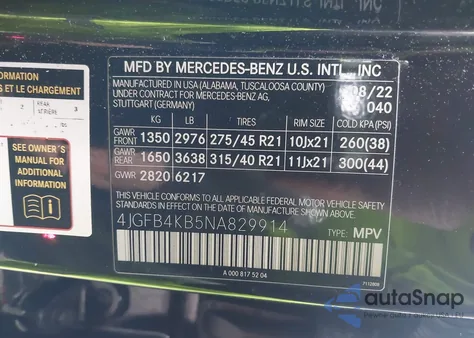 INFORMATION
ET LE CHARGEMENT
SEE OWNER'S
MANUAL FOR
ADDITIONAL
INFORMATION
MFD BY MERCEDES-BENZ U.S. INTL., INC
MANUFACTURED IN USA (ALABAMA, TUSCALOOSA COUNTY)
UNDER CONTRACT FOR MERCEDES-BENZ AG,
STUTTGART (GERMANY)
08/22
040
KG LB TIRES RIM SIZE COLD KPA (PSI)
GAWR FRONT 1350 2976 275/45 R21 10Jx21 260(38)
GAWR REAR 1650 3638 315/40 R21 11Jx21 300(44)
GVWR 2820 6217
THIS VEHICLE CONFORMS TO ALL APPLICABLE FEDERAL MOTOR VEHICLE SAFETY
STANDARDS IN EFFECT ON THE DATE OF MANUFACTURE SHOWN ABOVE.
4JGFB4KB5NA829914
TYPE: MPV
A 000 817 52 04
autoSnap